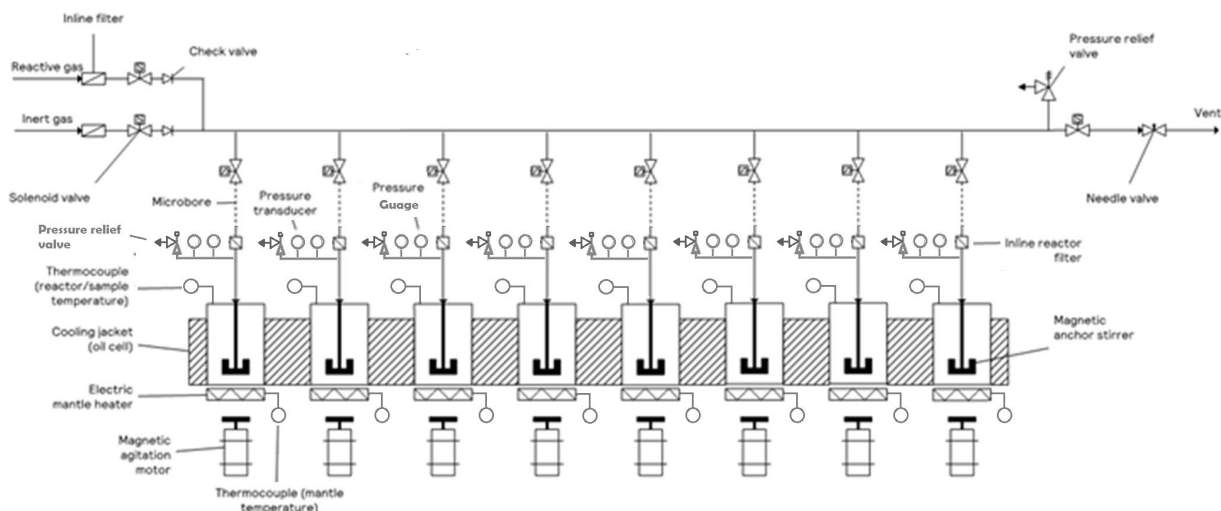 Inline filter
Check valve
Reactive gas
Inert gas
Solenoid valve
Microbore
Pressure
transducer
Pressure
Guage
Pressure relief
valve
Vent
Needle valve
Pressure relief
valve
Inline reactor
filter
Thermocouple
(reactor/sample
temperature)
Cooling jacket
(oil cell)
Magnetic
anchor stirrer
Electric
mantle heater
Magnetic
agitation
motor
Thermocouple (mantle
temperature)